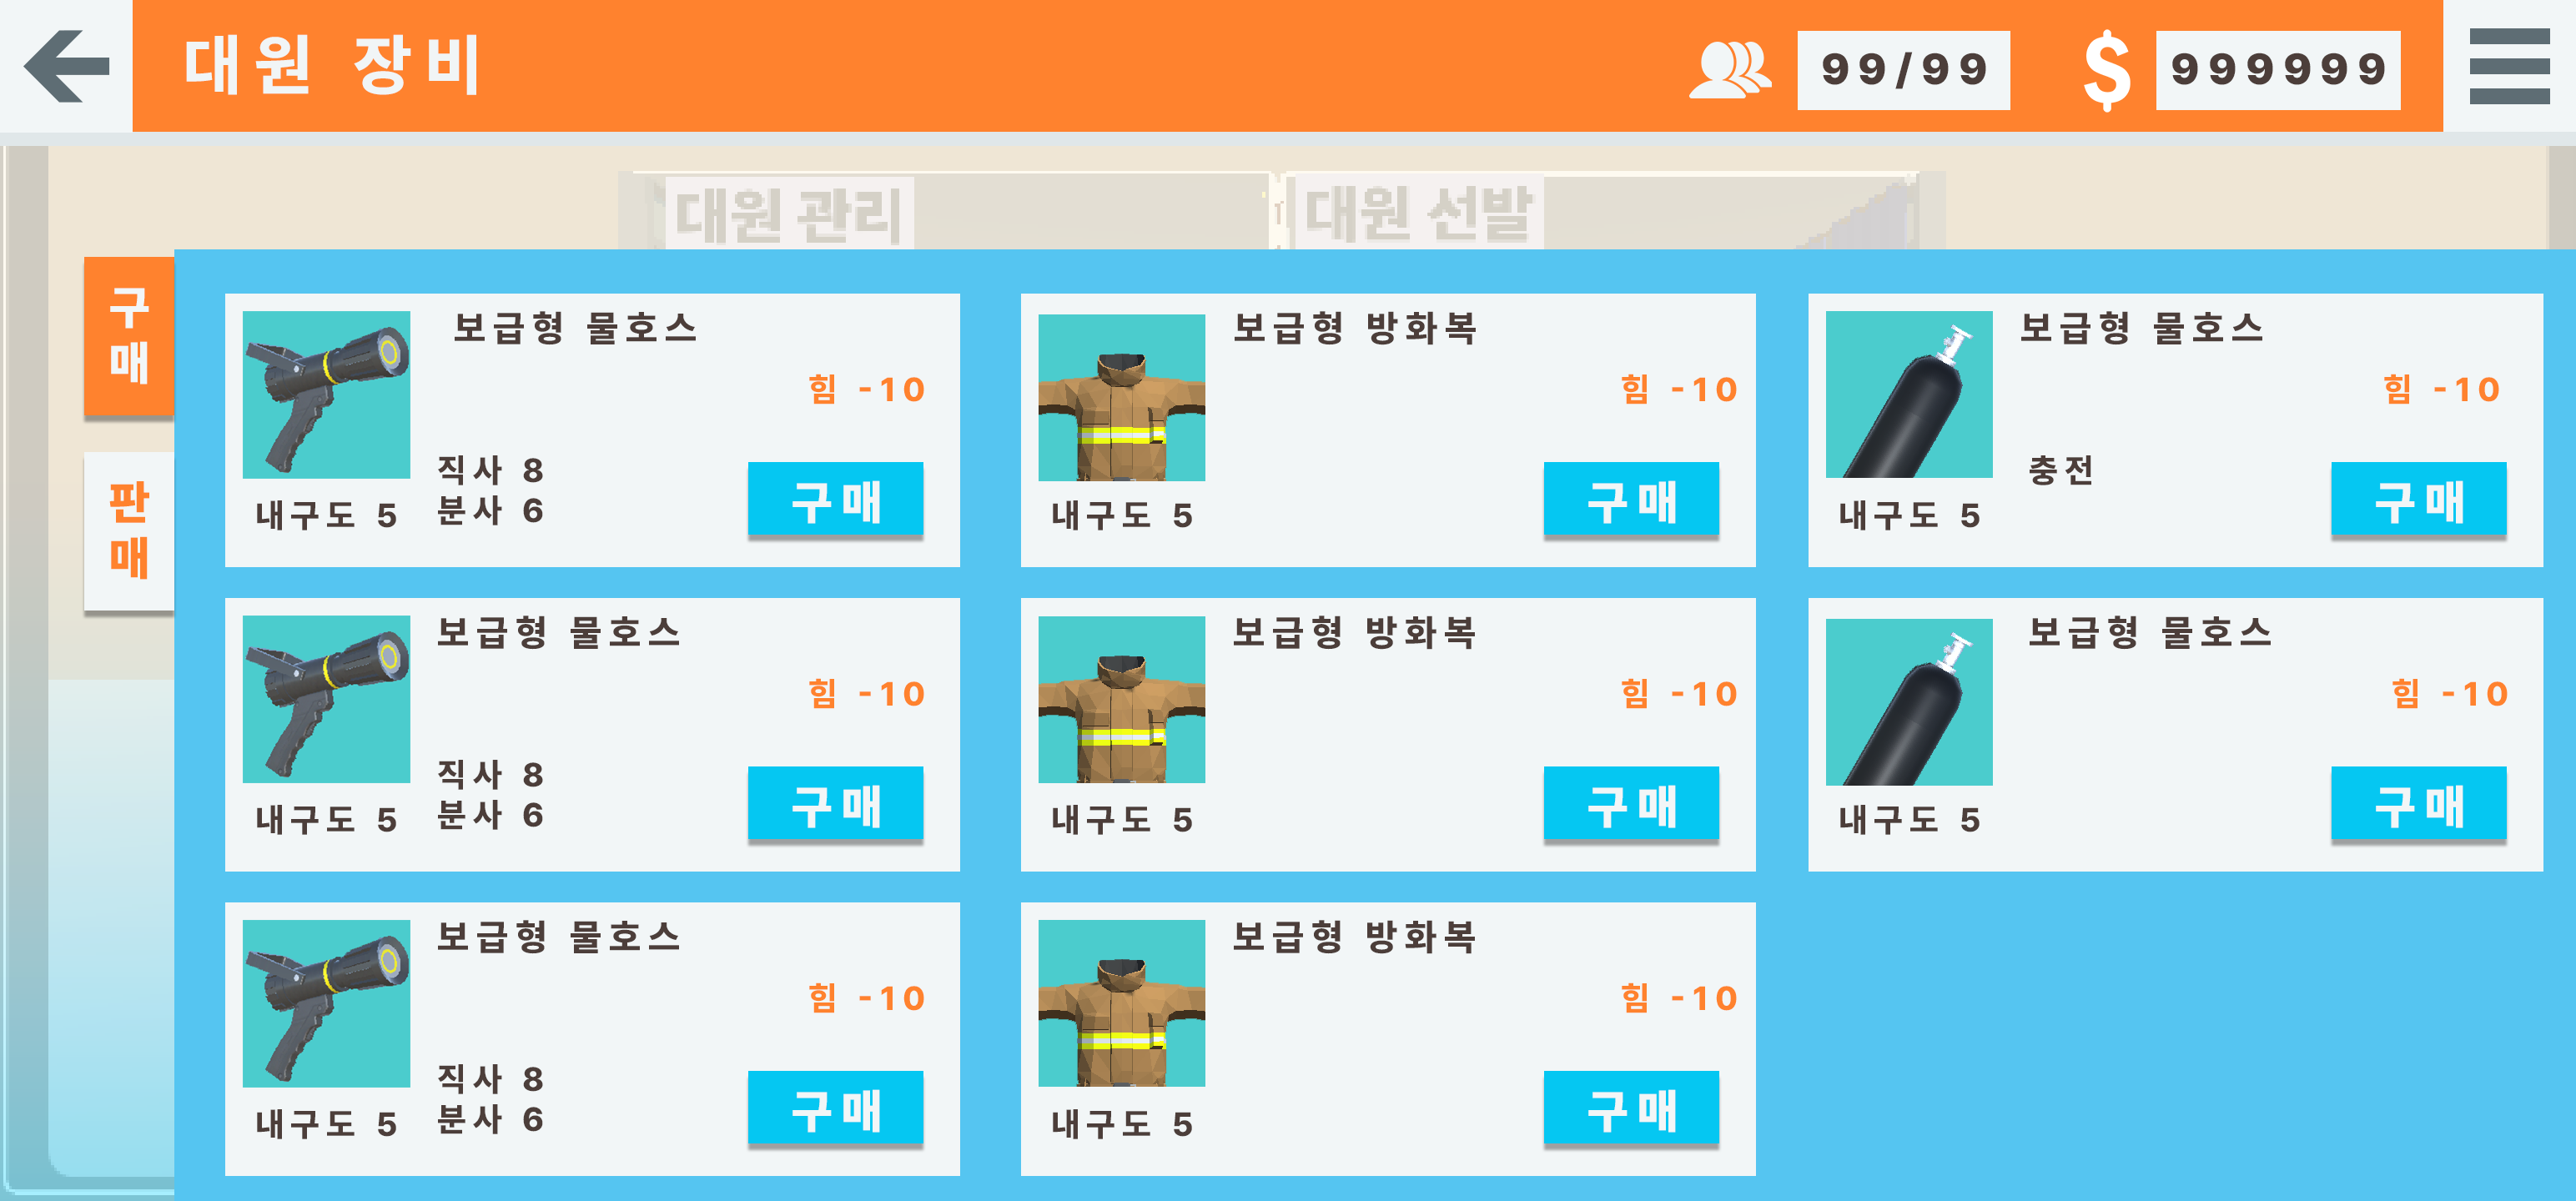 대원 장비
99/99
$
999999
대원 관리
대원 선발
구매
판매
보급형 물호스
힘 -10
직사 8
분사 6
내구도 5
구매
보급형 방화복
힘 -10
내구도 5
구매
보급형 물호스
힘 -10
충전
내구도 5
구매
보급형 물호스
힘 -10
직사 8
분사 6
내구도 5
구매
보급형 방화복
힘 -10
내구도 5
구매
보급형 물호스
힘 -10
내구도 5
구매
보급형 물호스
힘 -10
직사 8
분사 6
내구도 5
구매
보급형 방화복
힘 -10
내구도 5
구매